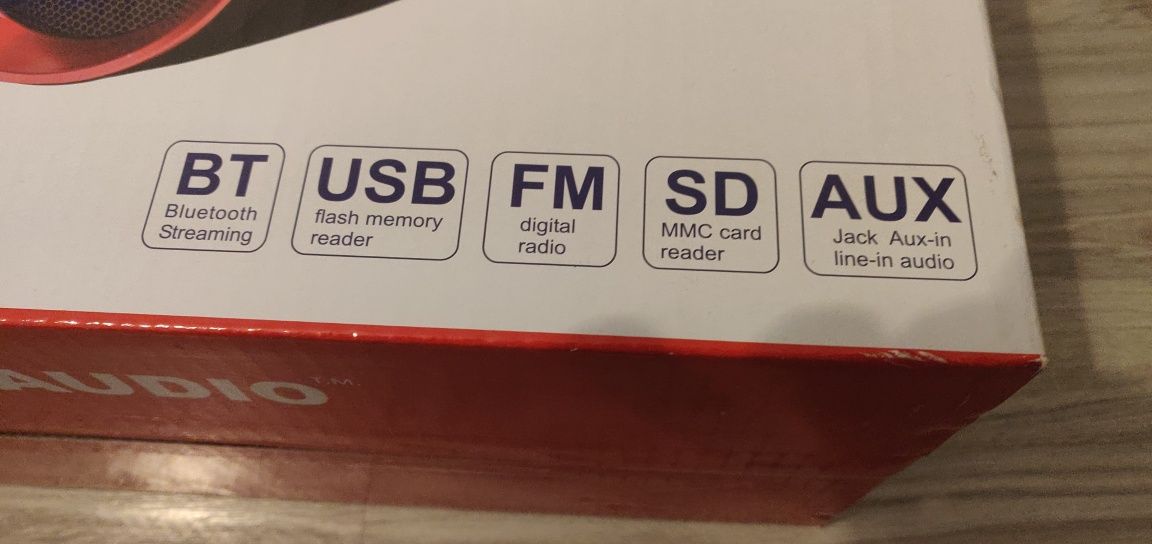 BT
Bluetooth
Streaming
USB
flash memory
reader
FM
digital
radio
SD
MMC card
reader
AUX
Jack Aux-in
line-in audio
AUDIO T.M.